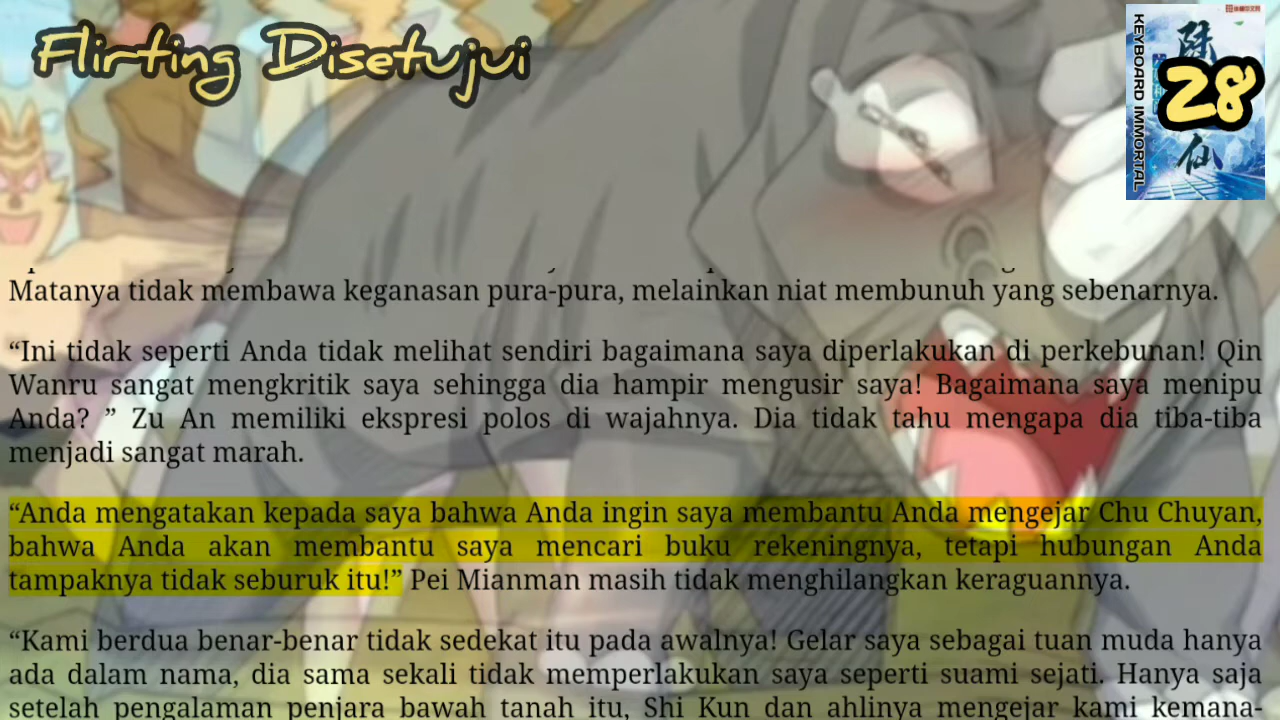 Flirting Disetujui
陆
KEYBOARD IMMORTAL
28
仙
Matanya tidak membawa keganasan pura-pura, melainkan niat membunuh yang sebenarnya.
“Ini tidak seperti Anda tidak melihat sendiri bagaimana saya diperlakukan di perkebunan! Qin
Wanru sangat mengkritik saya sehingga dia hampir mengusir saya! Bagaimana saya menipu
Anda? ” Zu An memiliki ekspresi polos di wajahnya. Dia tidak tahu mengapa dia tiba-tiba
menjadi sangat marah.
“Anda mengatakan kepada saya bahwa Anda ingin saya membantu Anda mengejar Chu Chuyan,
bahwa Anda akan membantu saya mencari buku rekeningnya, tetapi hubungan Anda
tampaknya tidak seburuk itu!” Pei Mianman masih tidak menghilangkan keraguannya.
“Kami berdua benar-benar tidak sedekat itu pada awalnya! Gelar saya sebagai tuan muda hanya
ada dalam nama, dia sama sekali tidak memperlakukan saya seperti suami sejati. Hanya saja
setelah pengalaman penjara bawah tanah itu, Shi Kun dan ahlinya mengejar kami kemana-